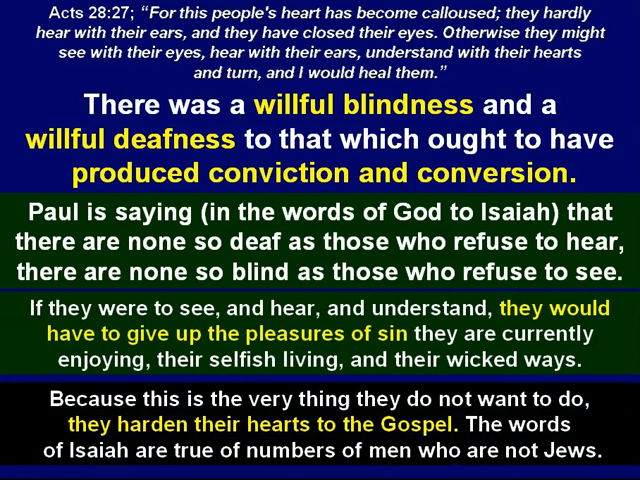 Acts 28:27; “For this people's heart has become calloused; they hardly
hear with their ears, and they have closed their eyes. Otherwise they might
see with their eyes, hear with their ears, understand with their hearts
and turn, and I would heal them.”
There was a willful blindness and a
willful deafness to that which ought to have
produced conviction and conversion.
Paul is saying (in the words of God to Isaiah) that
there are none so deaf as those who refuse to hear,
there are none so blind as those who refuse to see.
If they were to see, and hear, and understand, they would
have to give up the pleasures of sin they are currently
enjoying, their selfish living, and their wicked ways.
Because this is the very thing they do not want to do,
they harden their hearts to the Gospel. The words
of Isaiah are true of numbers of men who are not Jews.